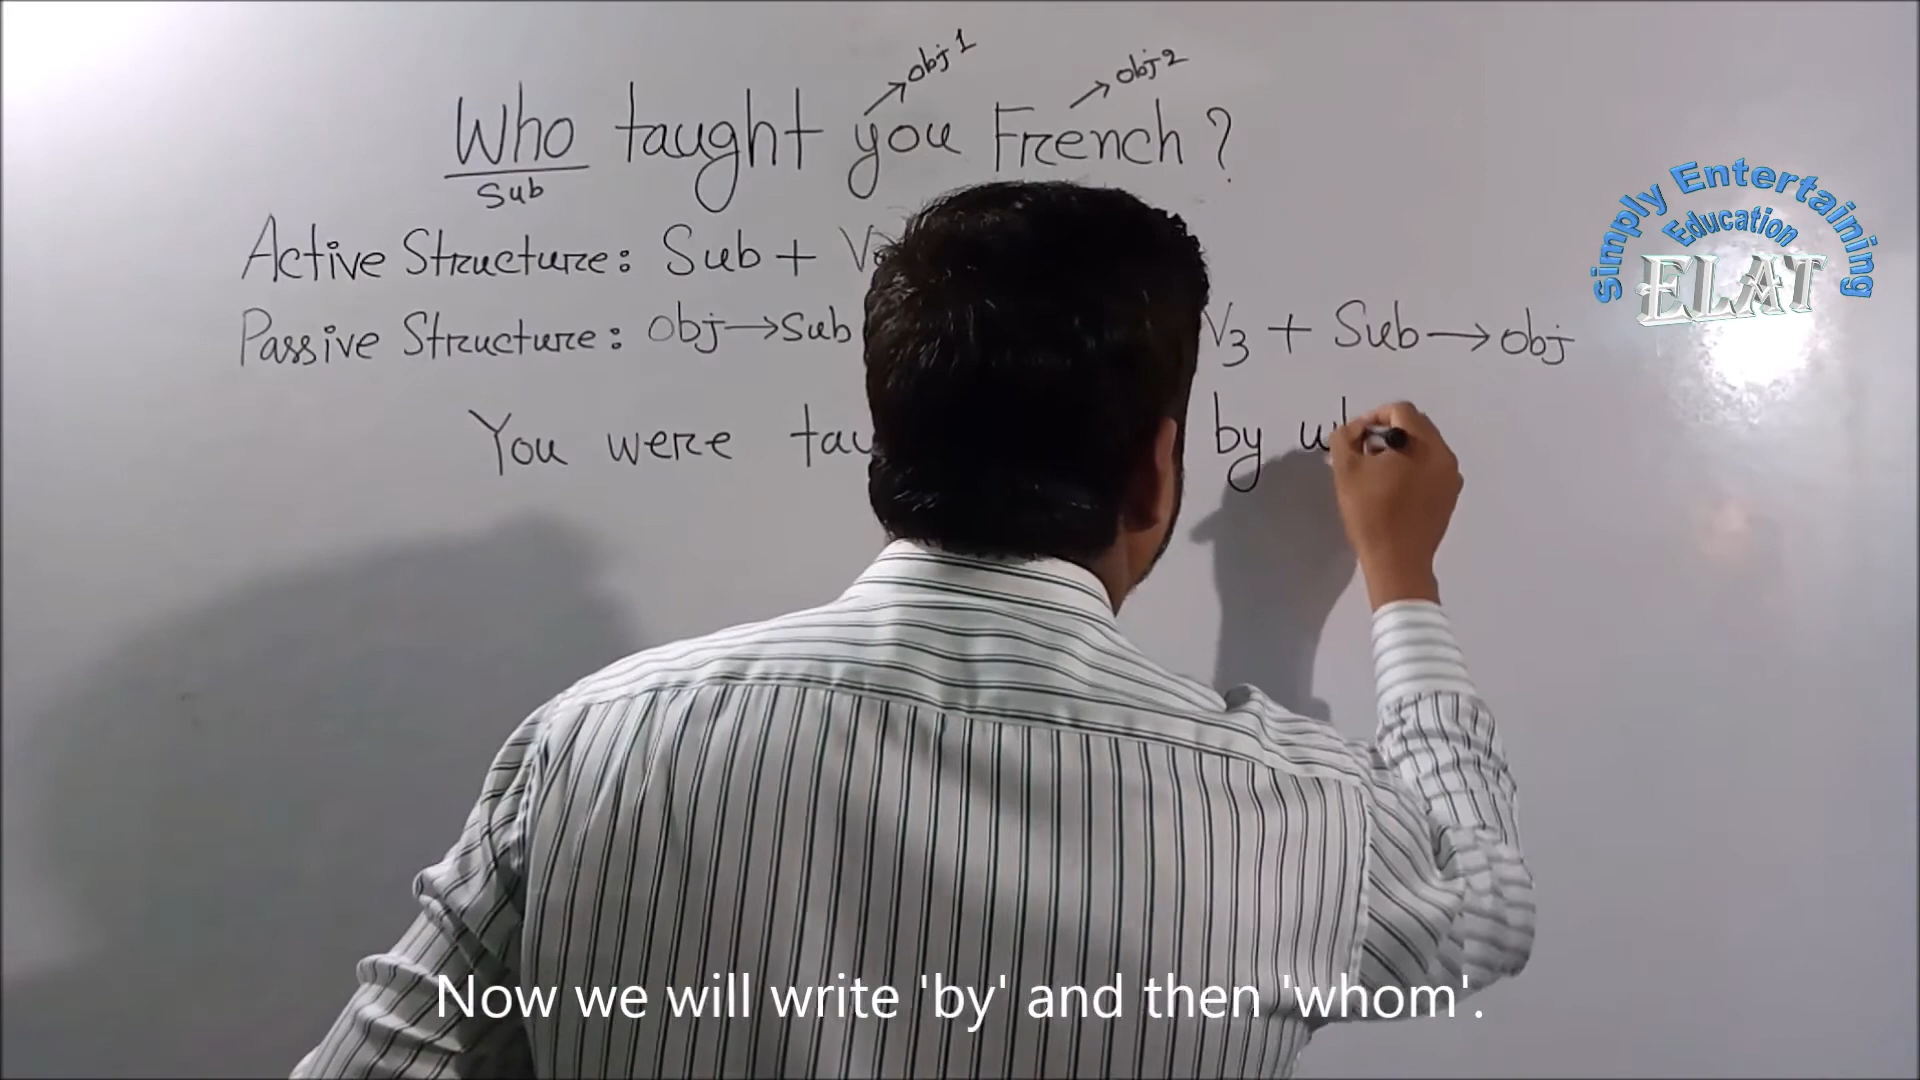 obj 1
obj 2
Who taught you French ?
Sub
Active Structure: Sub +
Passive Structure: Obj→Sub V3 + Sub → obj
You were by
Simply Entertaining
Education
ELAT
Now we will write 'by' and then 'whom'.